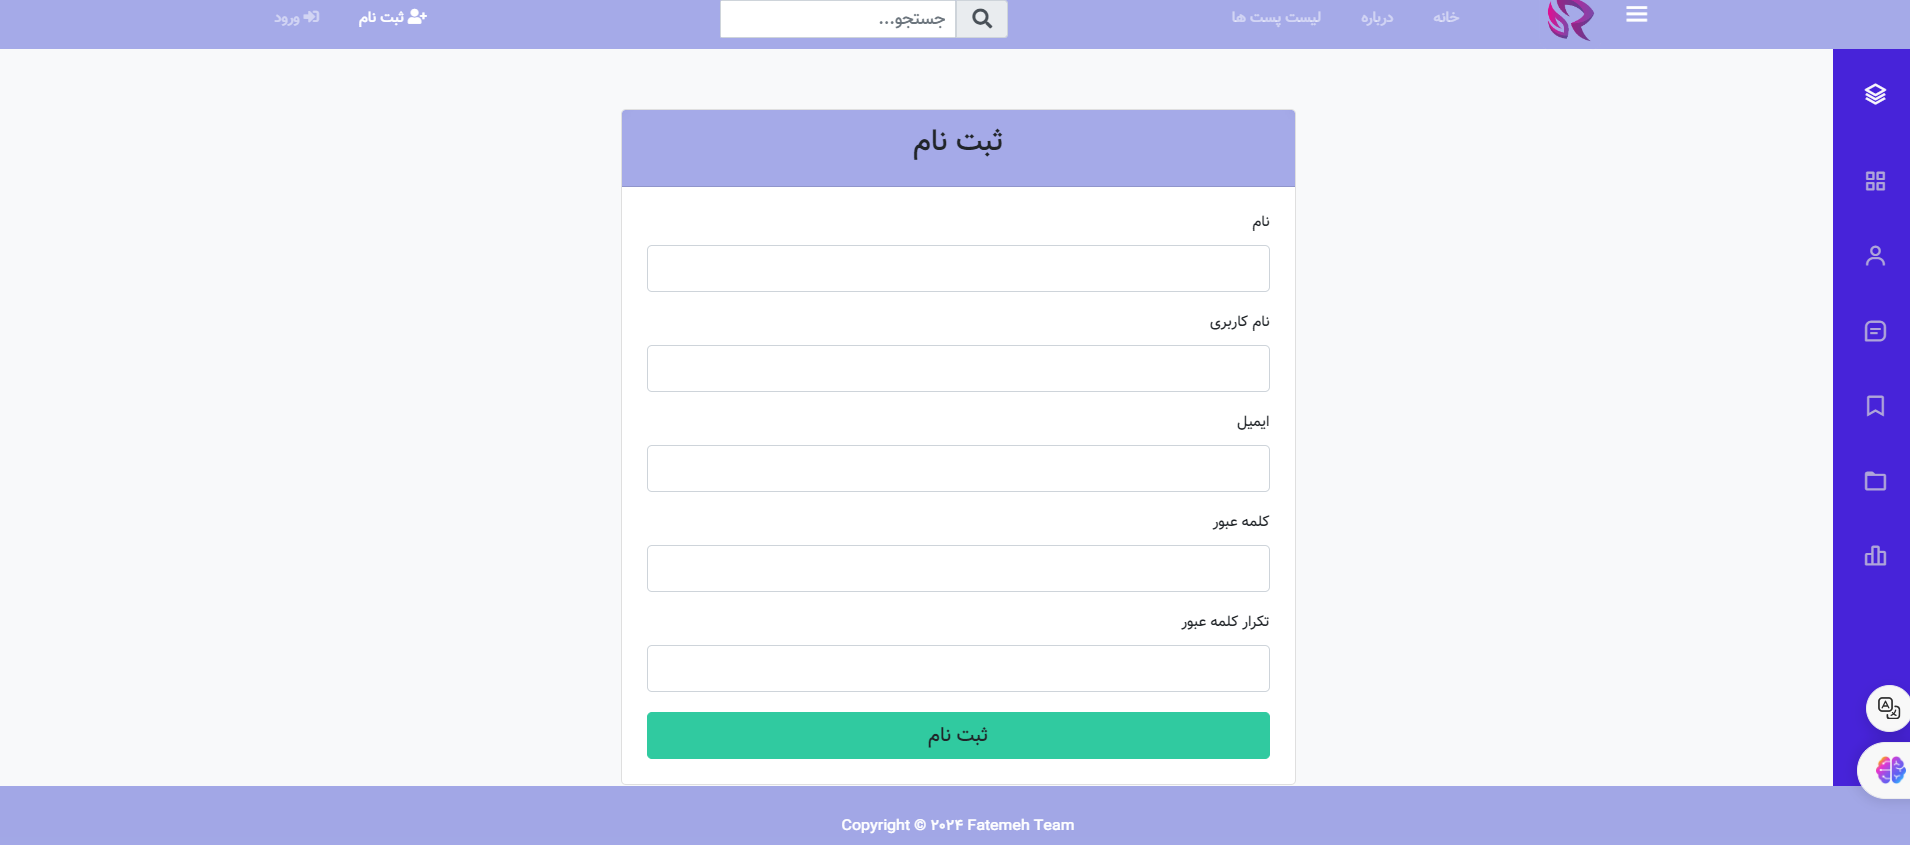 خانه
درباره
لیست پست ها
جستجو...
ثبت نام
ورود
ثبت نام
نام
نام کاربری
ایمیل
کلمه عبور
تکرار کلمه عبور
ثبت نام
Copyright © ۲۰۲۴ Fatemeh Team